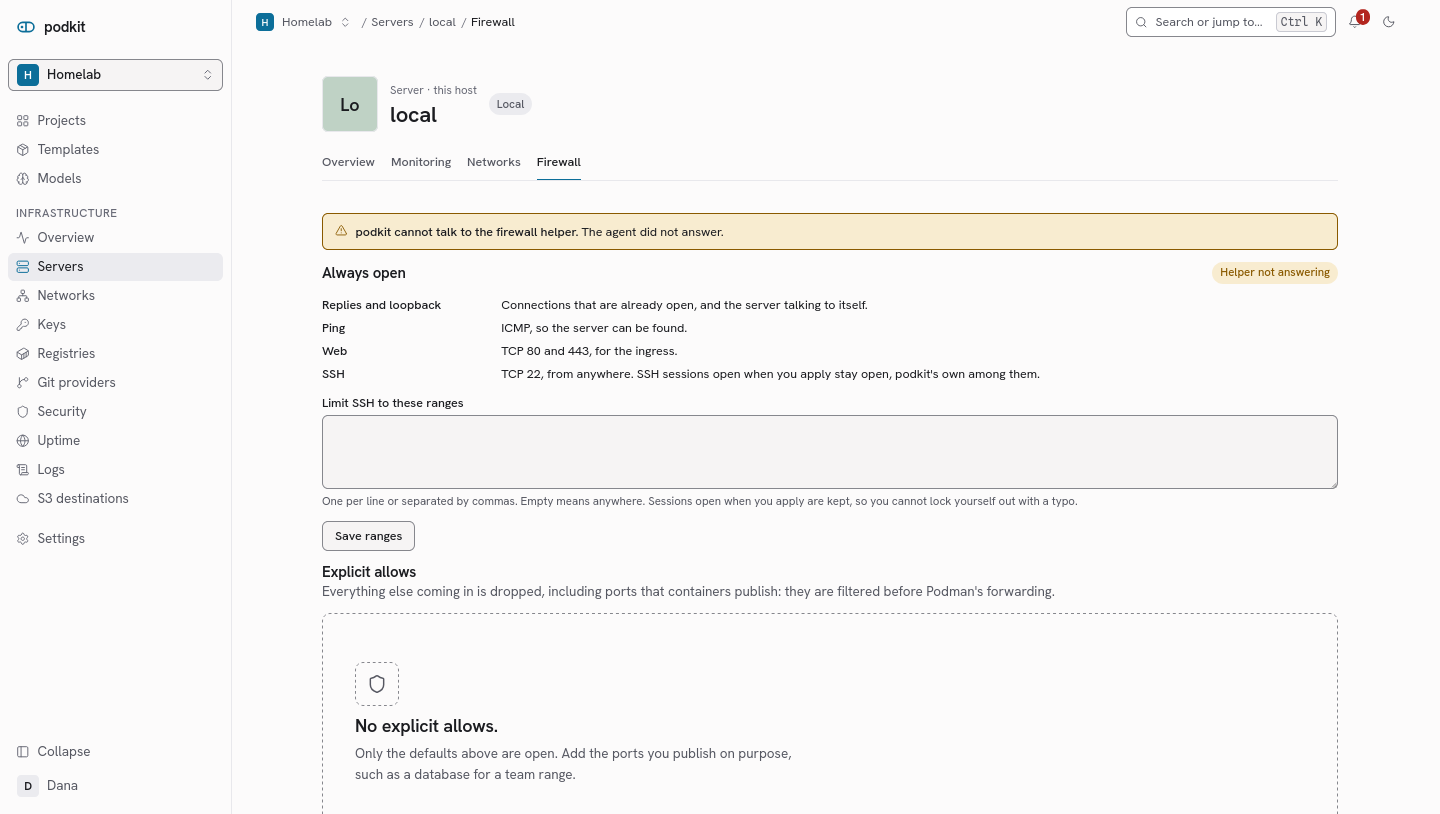 podkit
H Homelab
Projects
Templates
Models
INFRASTRUCTURE
Overview
Servers
Networks
Keys
Registries
Git providers
Security
Uptime
Logs
S3 destinations
Settings
Collapse
D Dana
H Homelab / Servers / local / Firewall
Search or jump to... Ctrl K
1
Lo
Server · this host
local
Local
Overview Monitoring Networks Firewall
podkit cannot talk to the firewall helper. The agent did not answer.
Always open
Helper not answering
Replies and loopback Connections that are already open, and the server talking to itself.
Ping ICMP, so the server can be found.
Web TCP 80 and 443, for the ingress.
SSH TCP 22, from anywhere. SSH sessions open when you apply stay open, podkit's own among them.
Limit SSH to these ranges
One per line or separated by commas. Empty means anywhere. Sessions open when you apply are kept, so you cannot lock yourself out with a typo.
Save ranges
Explicit allows
Everything else coming in is dropped, including ports that containers publish: they are filtered before Podman's forwarding.
No explicit allows.
Only the defaults above are open. Add the ports you publish on purpose,
such as a database for a team range.